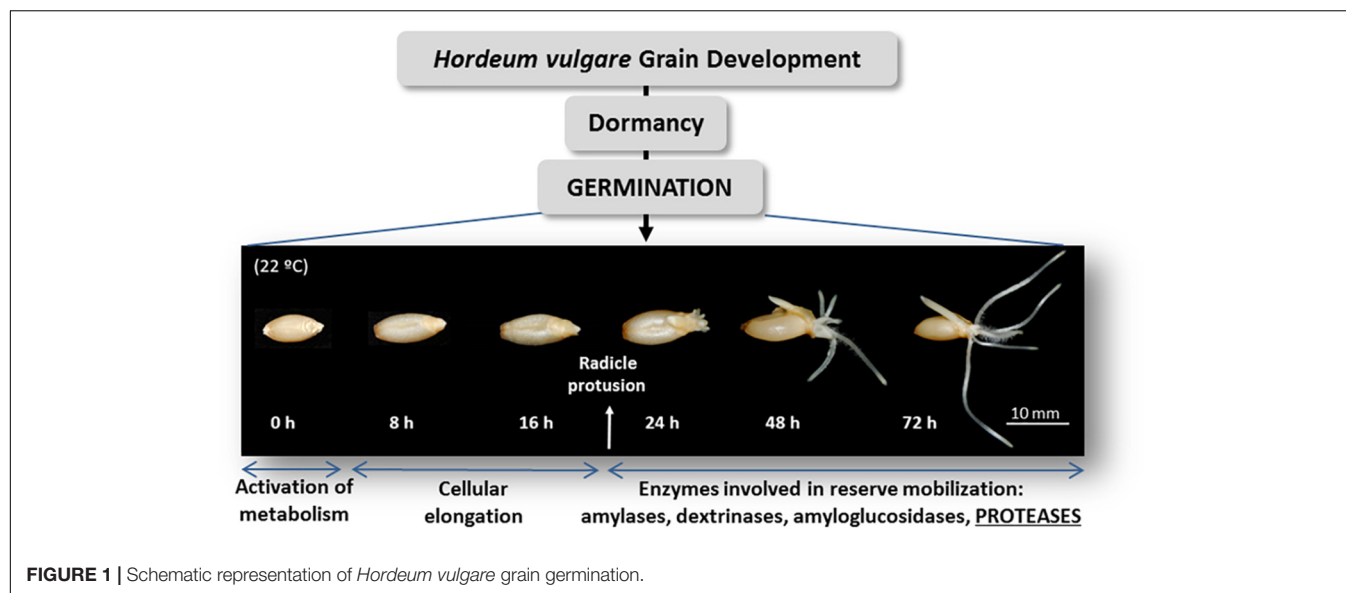 Hordeum vulgare Grain Development
Dormancy
GERMINATION
(22 ºC)
Radicle
protusion
0 h
8 h
16 h
24 h
48 h
72 h
10 mm
Activation of
metabolism
Cellular
elongation
Enzymes involved in reserve mobilization:
amylases, dextrinases, amyloglucosidases, PROTEASES
FIGURE 1 | Schematic representation of Hordeum vulgare grain germination.